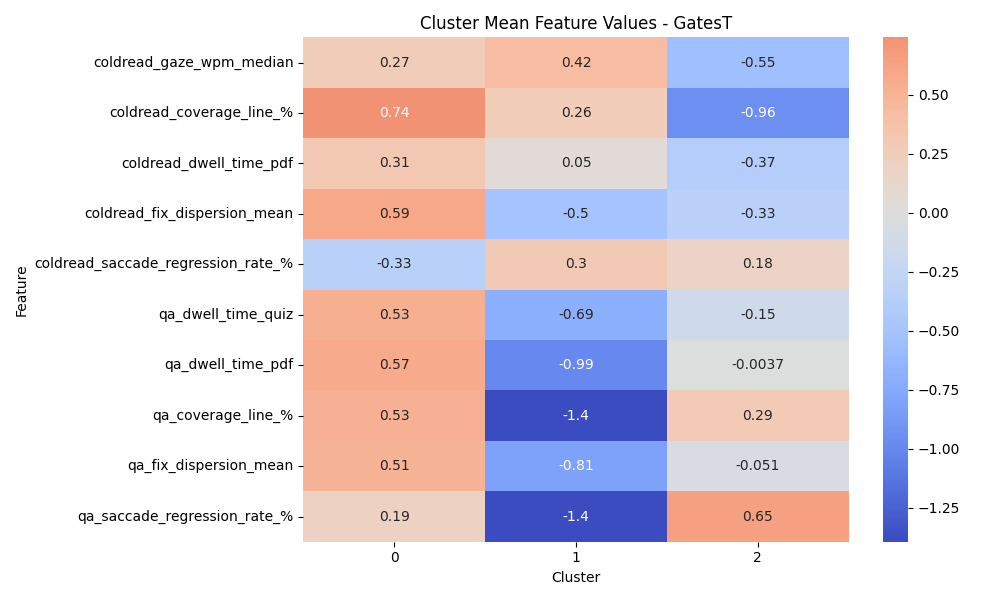 Cluster Mean Feature Values - GatesT
Feature
coldread_gaze_wpm_median 0.27 0.42 -0.55
coldread_coverage_line_% 0.74 0.26 -0.96
coldread_dwell_time_pdf 0.31 0.05 -0.37
coldread_fix_dispersion_mean 0.59 -0.5 -0.33
coldread_saccade_regression_rate_% -0.33 0.3 0.18
qa_dwell_time_quiz 0.53 -0.69 -0.15
qa_dwell_time_pdf 0.57 -0.99 -0.0037
qa_coverage_line_% 0.53 -1.4 0.29
qa_fix_dispersion_mean 0.51 -0.81 -0.051
qa_saccade_regression_rate_% 0.19 -1.4 0.65
0 1 2
Cluster
0.50
0.25
0.00
−0.25
−0.50
−0.75
−1.00
−1.25